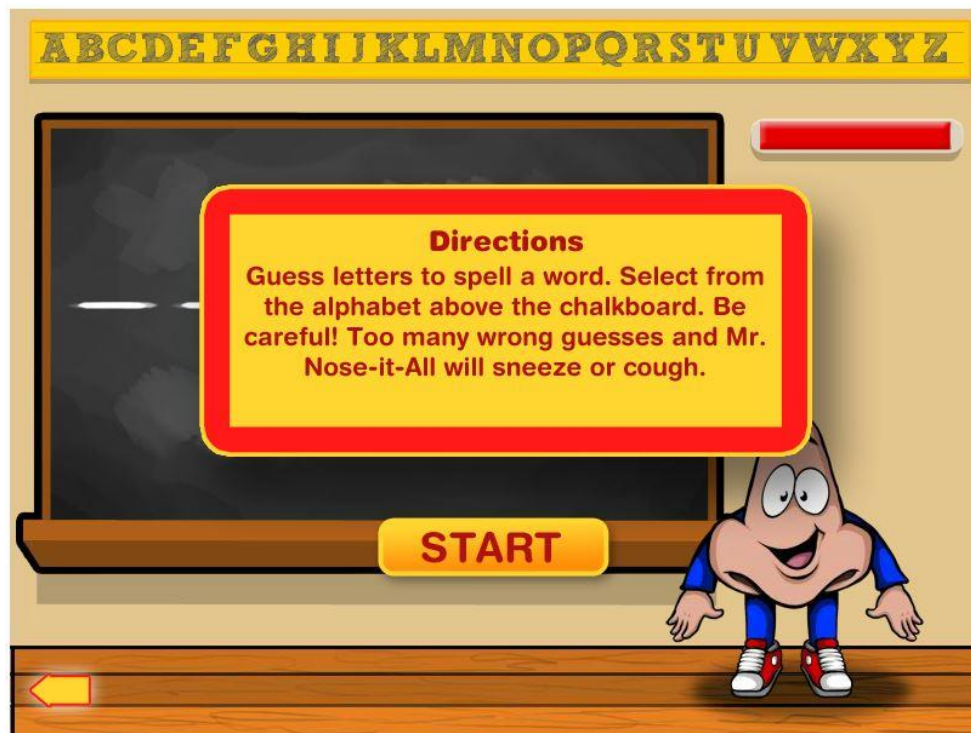 ABCDEFGHIJKLMNOPQRSTUVWXYZ
Directions
Guess letters to spell a word. Select from
the alphabet above the chalkboard. Be
careful! Too many wrong guesses and Mr.
Nose-it-All will sneeze or cough.
START